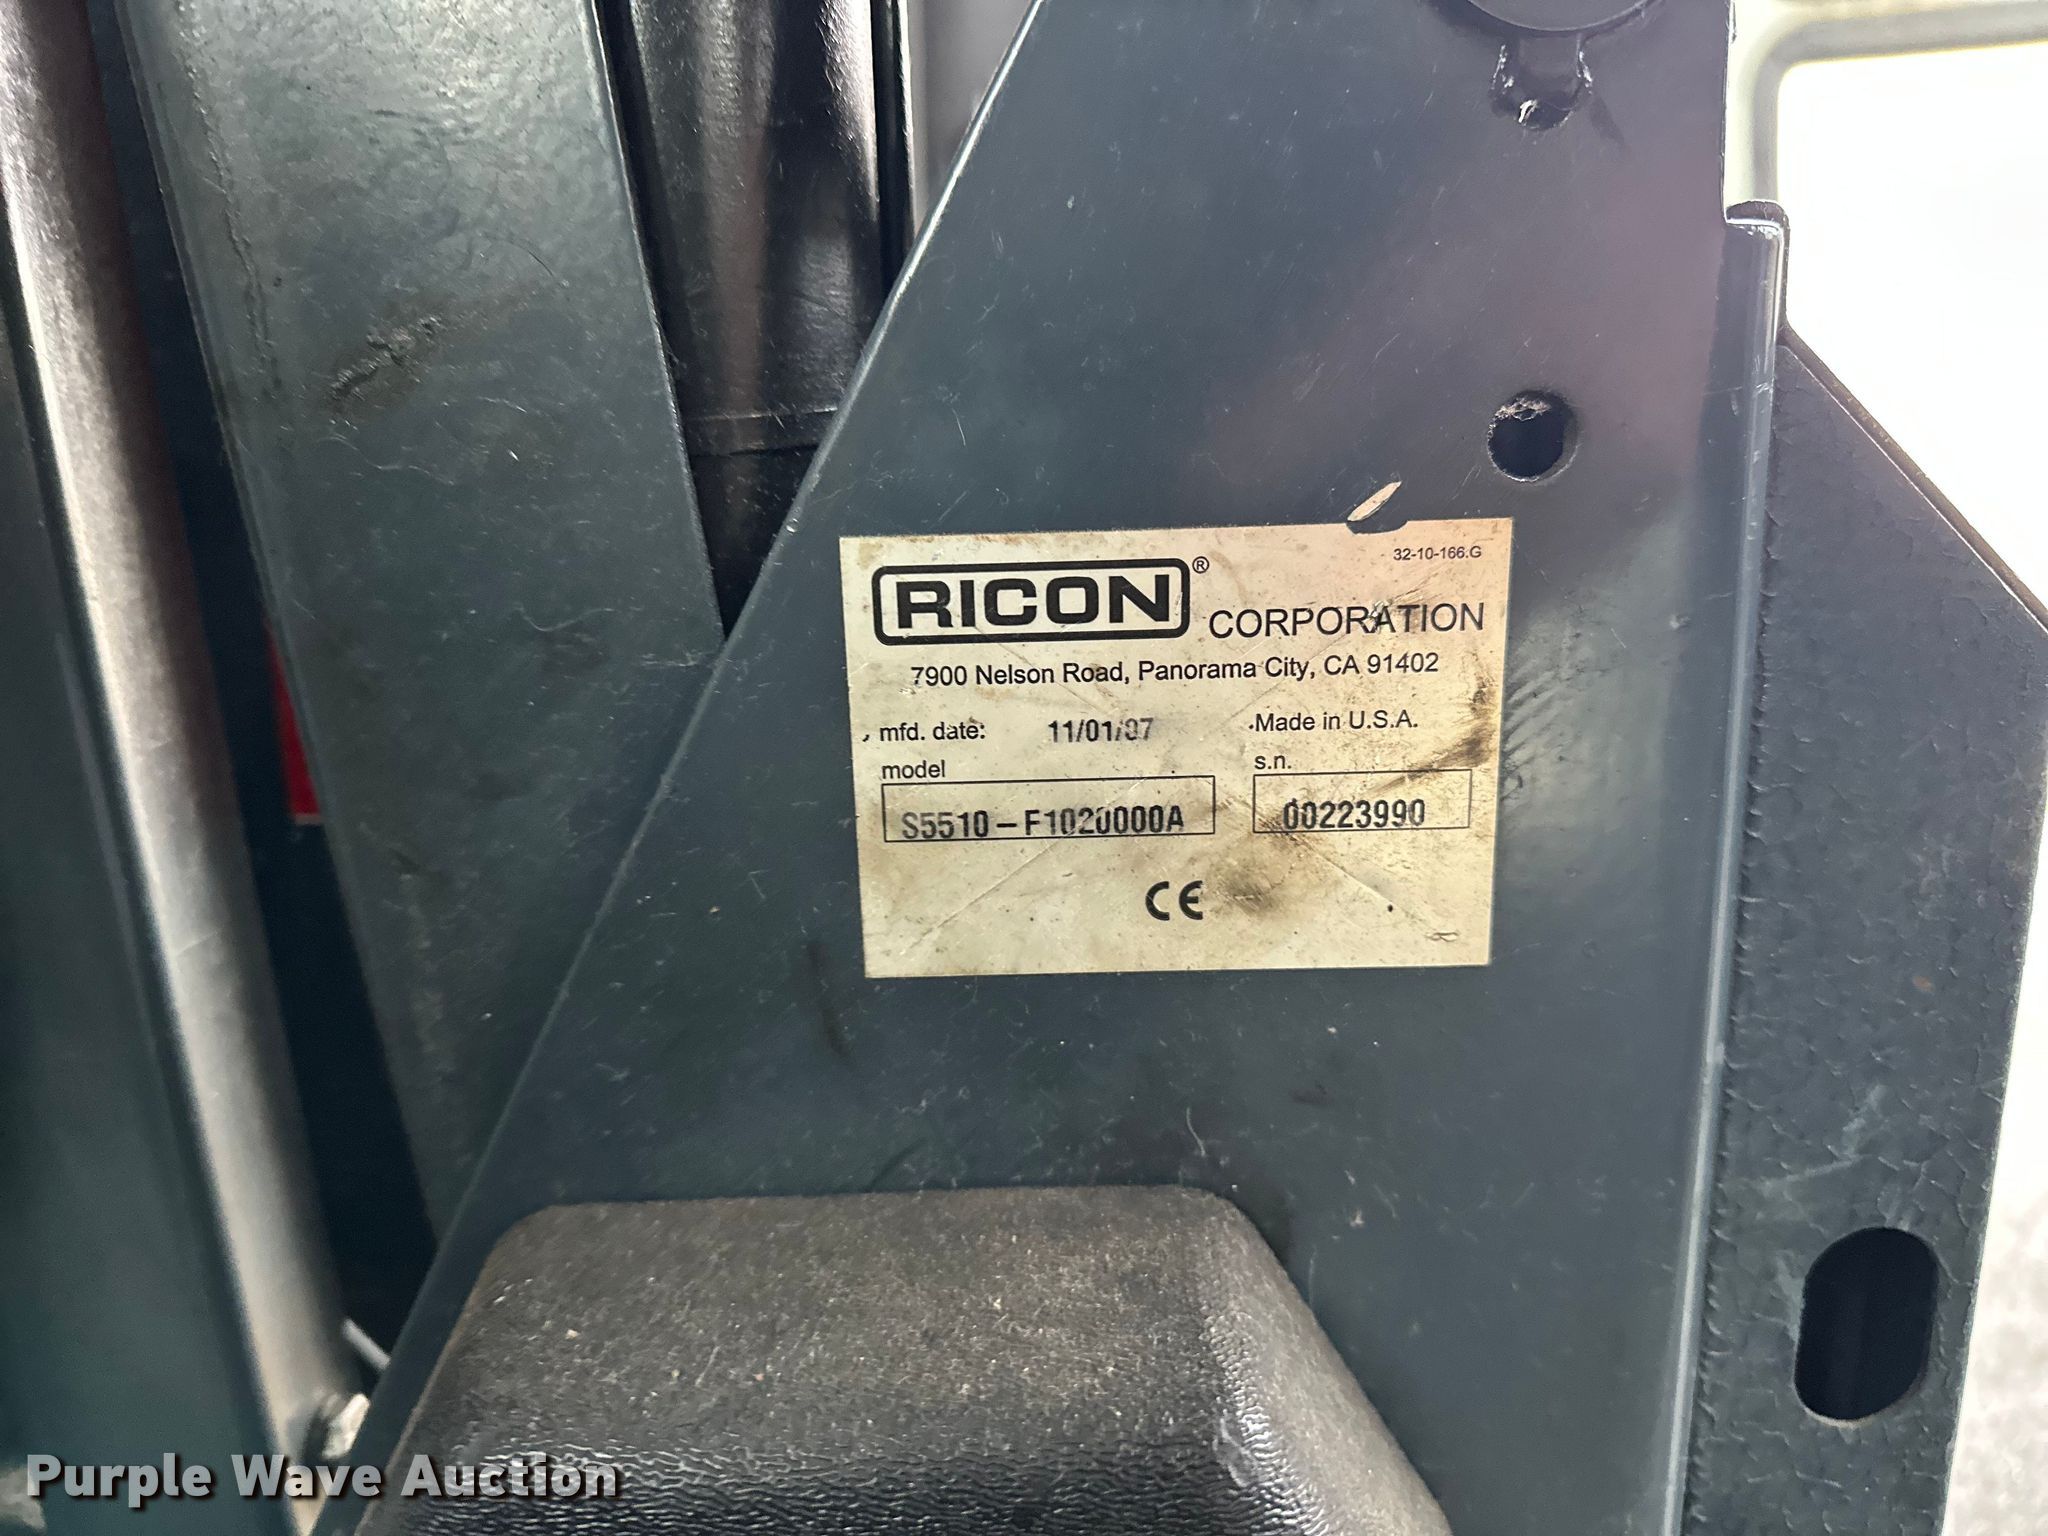 32-10-166.G
RICON® CORPORATION
7900 Nelson Road, Panorama City, CA 91402
mfd. date: 11/01/07 Made in U.S.A.
model s.n.
S5510-F1020000A 00223990
CE
Purple Wave Auction